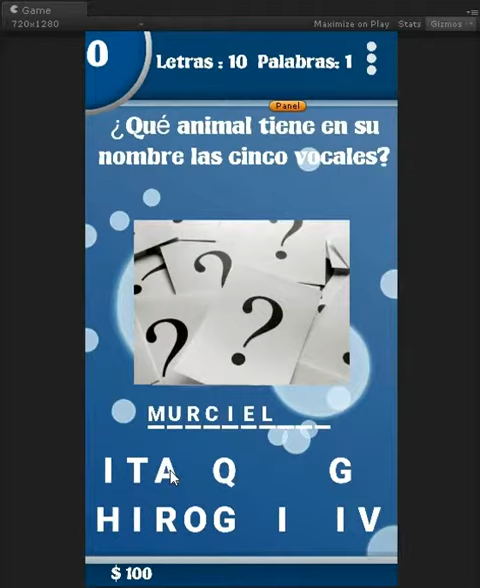 Game
720x1280 Maximize on Play Stats Gizmos
0 Letras : 10 Palabras: 1
Panel
¿Qué animal tiene en su
nombre las cinco vocales?
? ? ? ?
MURCIEL
I T A Q G
H I R O G I I V
$ 100